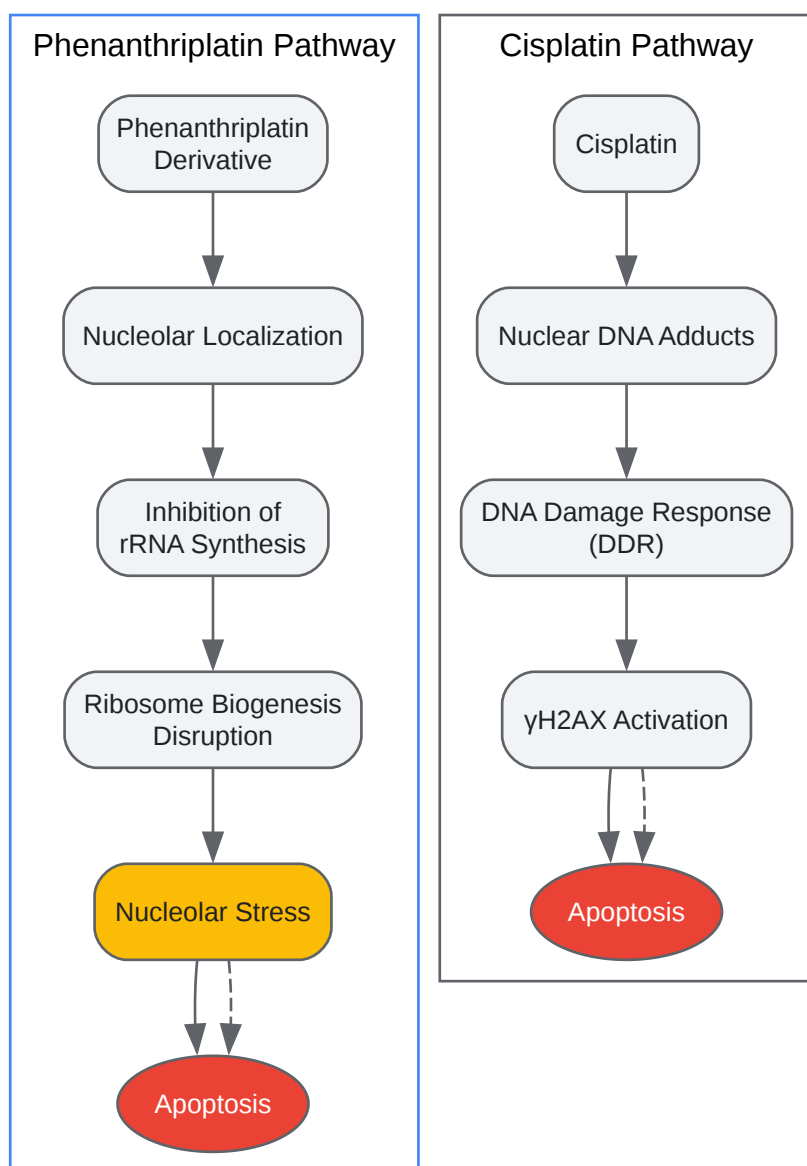 Phenanthriplatin Pathway
Phenanthriplatin
Derivative
Nucleolar Localization
Inhibition of
rRNA Synthesis
Ribosome Biogenesis
Disruption
Nucleolar Stress
Apoptosis
Cisplatin Pathway
Cisplatin
Nuclear DNA Adducts
DNA Damage Response
(DDR)
γH2AX Activation
Apoptosis